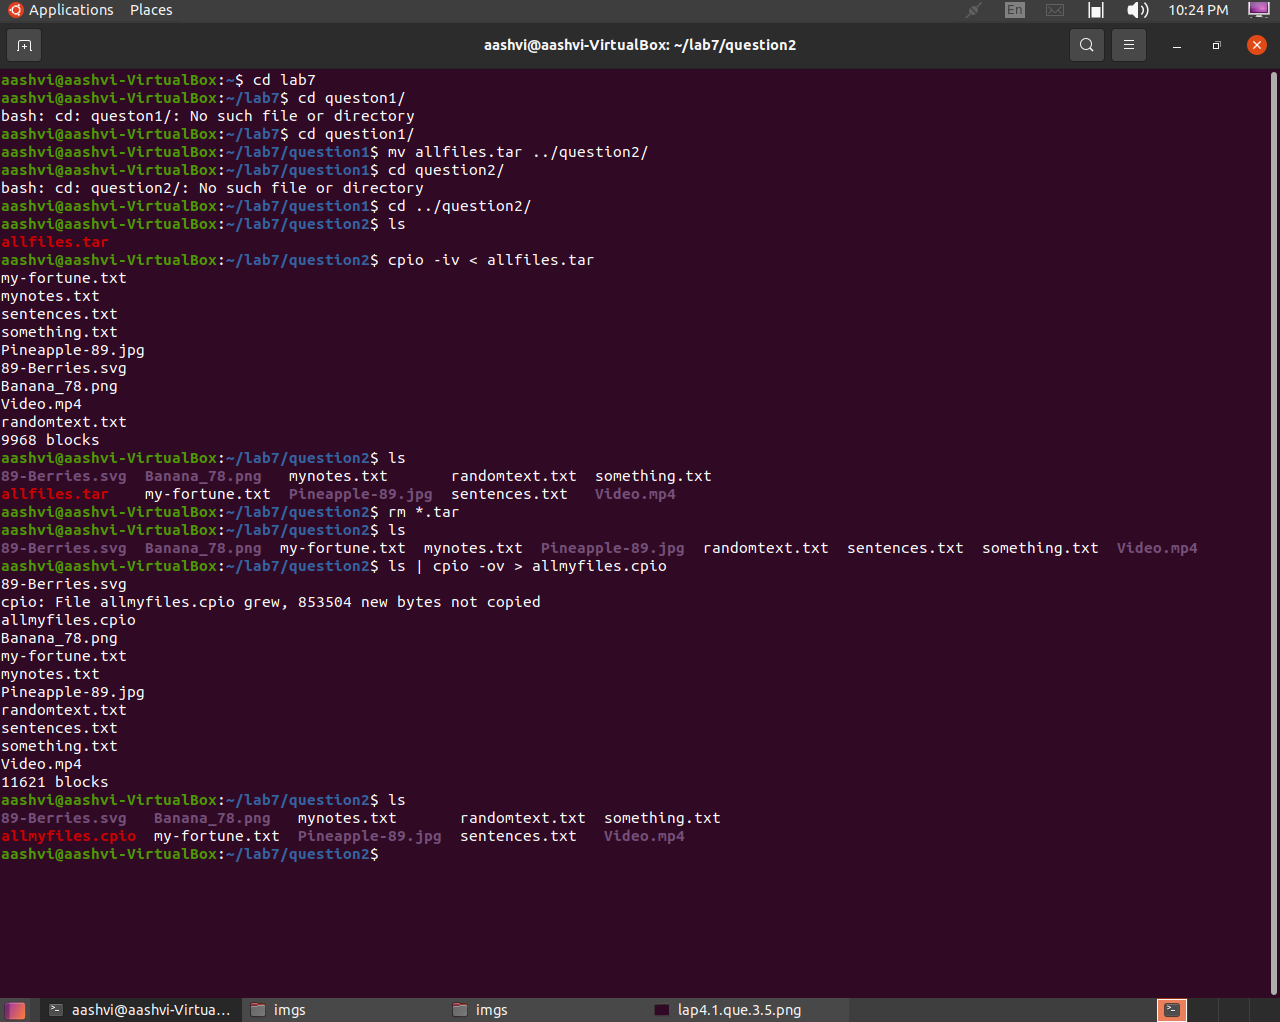 Applications Places En 10:24 PM
aashvi@aashvi-VirtualBox: ~/lab7/question2
aashvi@aashvi-VirtualBox:~$ cd lab7
aashvi@aashvi-VirtualBox:~/lab7$ cd queston1/
bash: cd: queston1/: No such file or directory
aashvi@aashvi-VirtualBox:~/lab7$ cd question1/
aashvi@aashvi-VirtualBox:~/lab7/question1$ mv allfiles.tar ../question2/
aashvi@aashvi-VirtualBox:~/lab7/question1$ cd question2/
bash: cd: question2/: No such file or directory
aashvi@aashvi-VirtualBox:~/lab7/question1$ cd ../question2/
aashvi@aashvi-VirtualBox:~/lab7/question2$ ls
allfiles.tar
aashvi@aashvi-VirtualBox:~/lab7/question2$ cpio -iv < allfiles.tar
my-fortune.txt
mynotes.txt
sentences.txt
something.txt
Pineapple-89.jpg
89-Berries.svg
Banana_78.png
Video.mp4
randomtext.txt
9968 blocks
aashvi@aashvi-VirtualBox:~/lab7/question2$ ls
89-Berries.svg  Banana_78.png   mynotes.txt       randomtext.txt  something.txt
allfiles.tar    my-fortune.txt  Pineapple-89.jpg  sentences.txt   Video.mp4
aashvi@aashvi-VirtualBox:~/lab7/question2$ rm *.tar
aashvi@aashvi-VirtualBox:~/lab7/question2$ ls
89-Berries.svg  Banana_78.png  my-fortune.txt  mynotes.txt  Pineapple-89.jpg  randomtext.txt  sentences.txt  something.txt  Video.mp4
aashvi@aashvi-VirtualBox:~/lab7/question2$ ls | cpio -ov > allmyfiles.cpio
89-Berries.svg
cpio: File allmyfiles.cpio grew, 853504 new bytes not copied
allmyfiles.cpio
Banana_78.png
my-fortune.txt
mynotes.txt
Pineapple-89.jpg
randomtext.txt
sentences.txt
something.txt
Video.mp4
11621 blocks
aashvi@aashvi-VirtualBox:~/lab7/question2$ ls
89-Berries.svg   Banana_78.png   mynotes.txt       randomtext.txt  something.txt
allmyfiles.cpio  my-fortune.txt  Pineapple-89.jpg  sentences.txt   Video.mp4
aashvi@aashvi-VirtualBox:~/lab7/question2$
aashvi@aashvi-Virtua... imgs imgs lap4.1.que.3.5.png